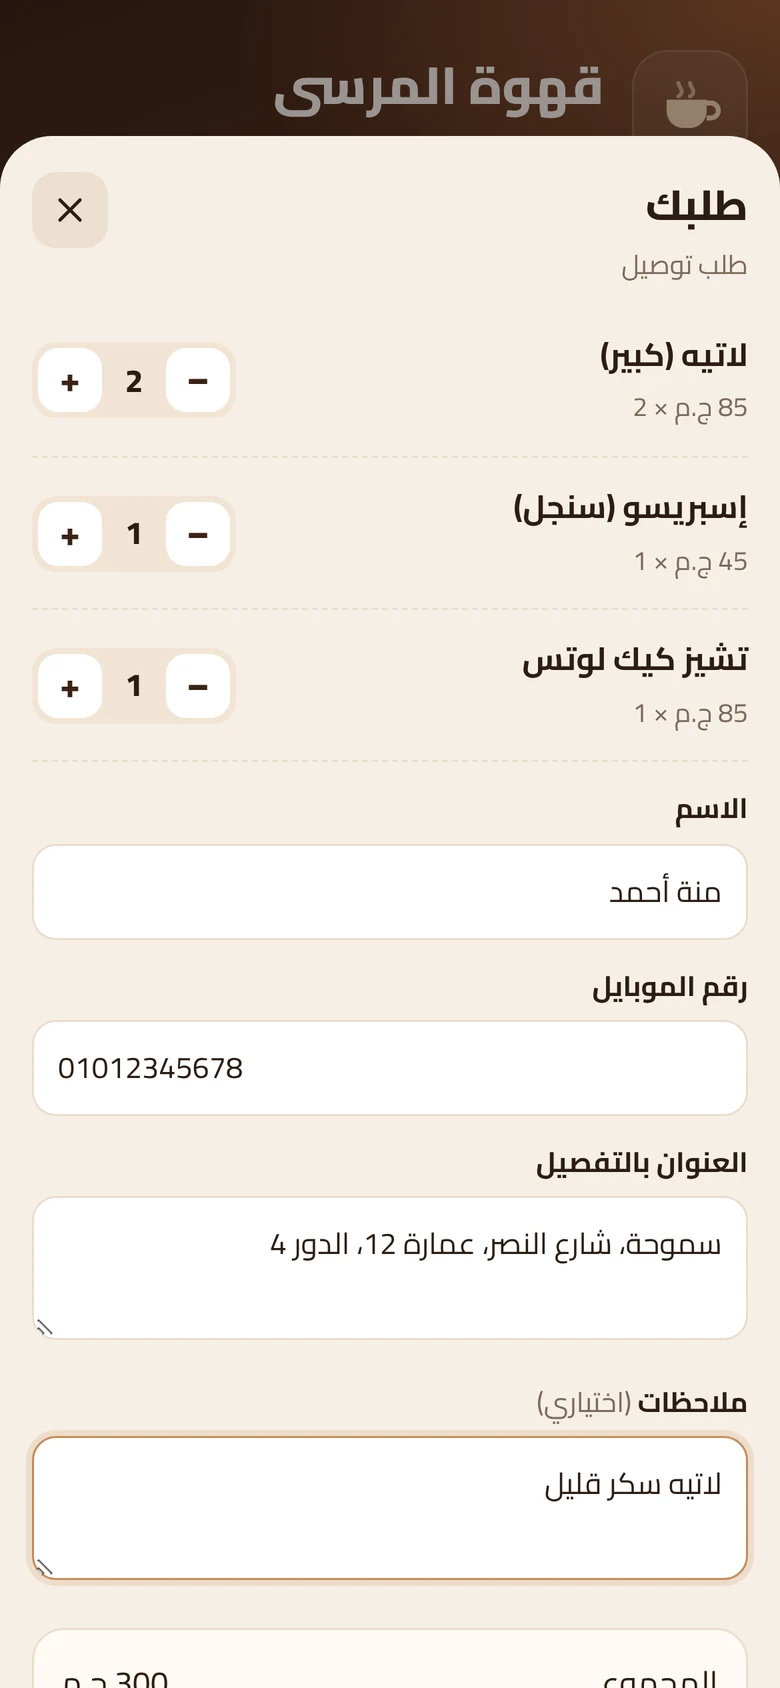 قهوة المرسى
طلبك
طلب توصيل
لاتيه (كبير)
85 ج.م × 2
− 2 +
إسبريسو (سنجل)
45 ج.م × 1
− 1 +
تشيز كيك لوتس
85 ج.م × 1
− 1 +
الاسم
منة أحمد
رقم الموبايل
01012345678
العنوان بالتفصيل
سموحة، شارع النصر، عمارة 12، الدور 4
ملاحظات (اختياري)
لاتيه سكر قليل
المجموع
300 ج.م